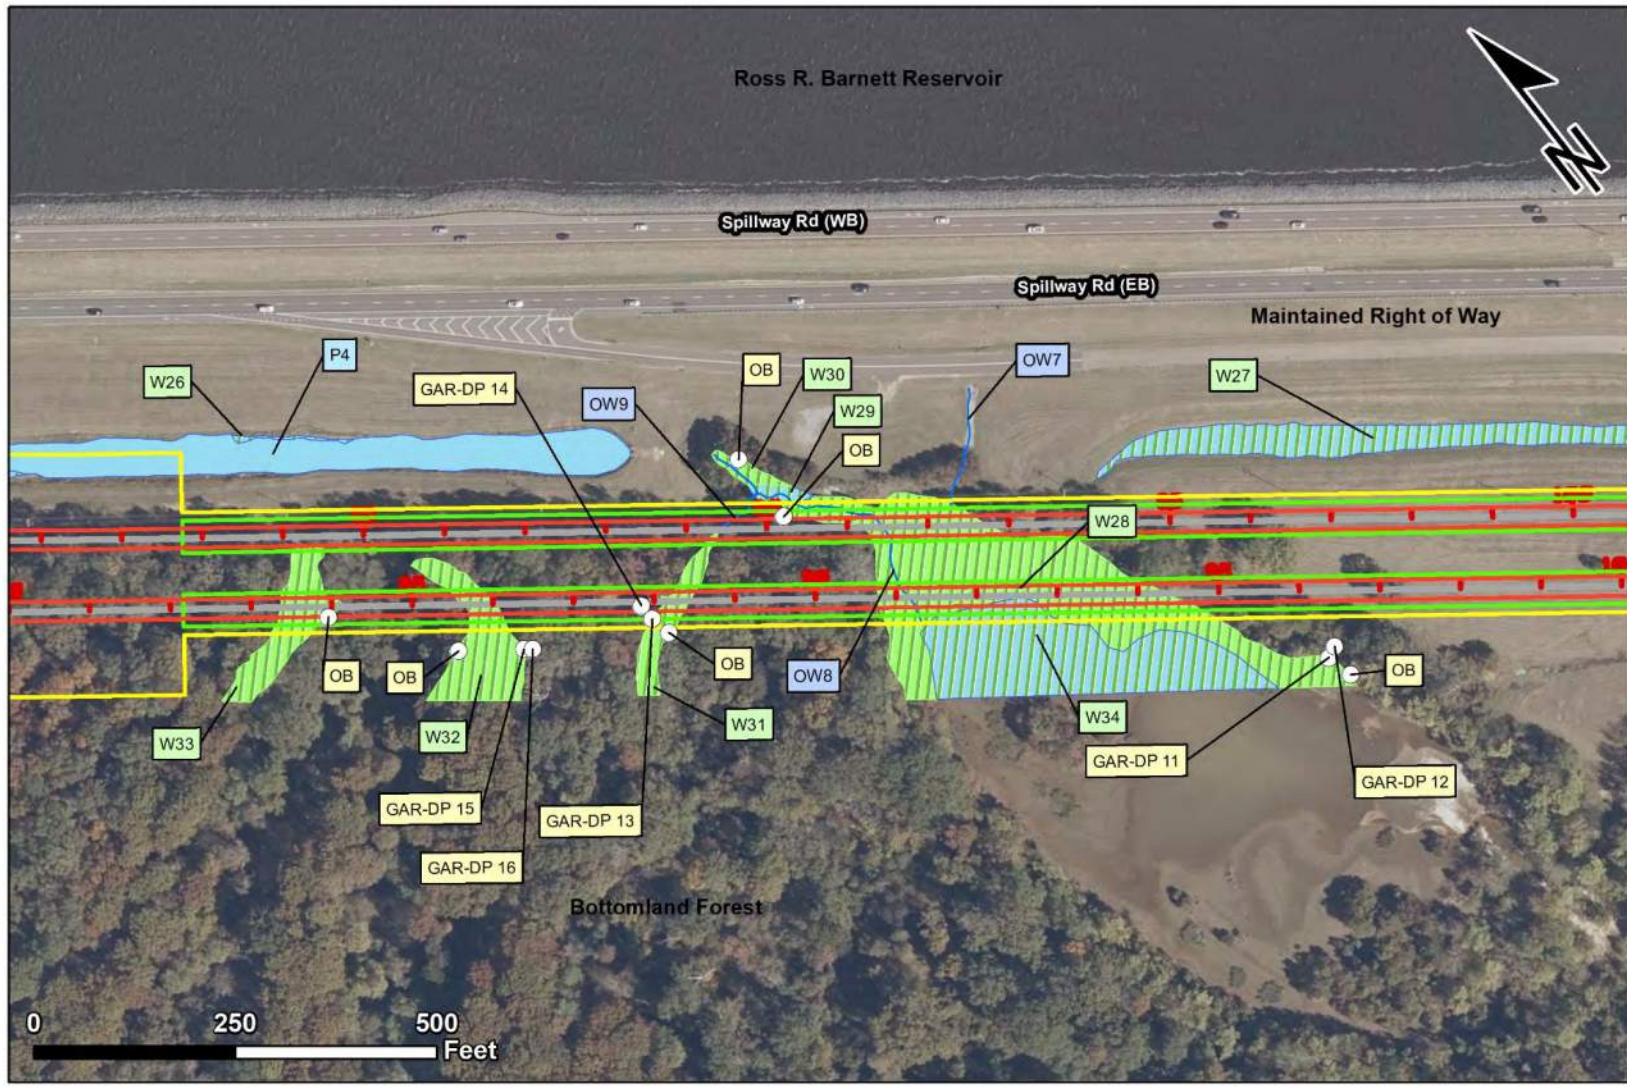 Ross R. Barnett Reservoir
N
Spillway Rd (WB)
Spillway Rd (EB)
Maintained Right of Way
P4
OB
OW7
W26
GAR-DP 14
W30
W27
OW9
W29
OB
W28
OB
OB
OB
OW8
OB
W33
W32
W31
W34
GAR-DP 11
GAR-DP 12
GAR-DP 15
GAR-DP 13
GAR-DP 16
Bottomland Forest
0 250 500
Feet